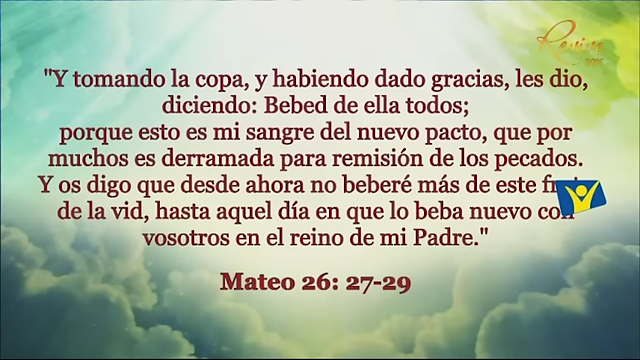 Revive
"Y tomando la copa, y habiendo dado gracias, les dio,
diciendo: Bebed de ella todos;
porque esto es mi sangre del nuevo pacto, que por
muchos es derramada para remisión de los pecados.
Y os digo que desde ahora no beberé más de este
de la vid, hasta aquel día en que lo beba nuevo con
vosotros en el reino de mi Padre."
Mateo 26: 27-29